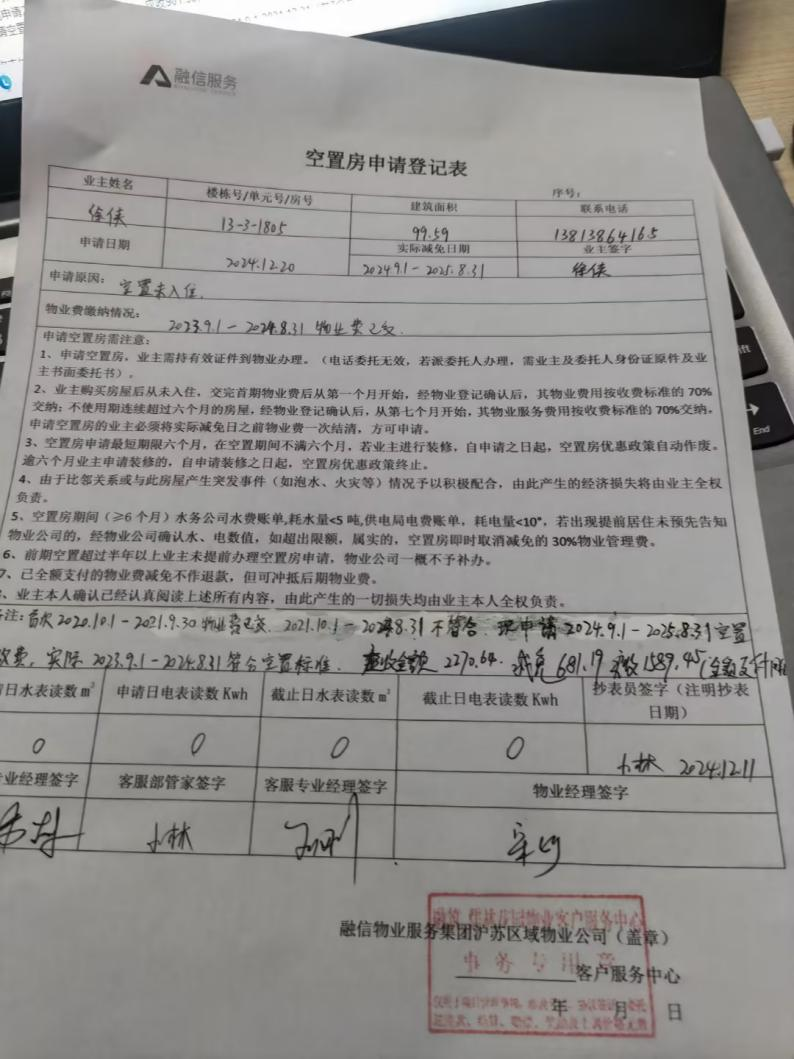 融信服务
空置房申请登记表
序号:
业主姓名 楼栋号/单元号/房号 建筑面积 联系电话
13-3-1805 99.59 13813864165
申请日期 实际减免日期 业主签字
2024.12.20 2024.9.1-2025.8.31
申请原因: 空置未入住.
物业费缴纳情况: 2023.9.1-2024.8.31 物业费已交.
申请空置房需注意:
1、申请空置房,业主需持有效证件到物业办理。(电话委托无效,若派委托人办理,需业主及委托人身份证原件及业
主书面委托书)。
2、业主购买房屋后从未入住,交完首期物业费后从第一个月开始,经物业登记确认后,其物业费用按收费标准的 70%
交纳;不使用期连续超过六个月的房屋,经物业登记确认后,从第七个月开始,其物业服务费用按收费标准的 70%交纳,
申请空置房的业主必须将实际减免日之前物业费一次结清,方可申请。
3、空置房申请最短期限六个月,在空置期间不满六个月,若业主进行装修,自申请之日起,空置房优惠政策自动作废。
逾六个月业主申请装修的,自申请装修之日起,空置房优惠政策终止。
4、由于比邻关系或与此房屋产生突发事件(如泡水、火灾等)情况予以积极配合,由此产生的经济损失将由业主全权
负责。
5、空置房期间(≥6 个月)水务公司水费账单,耗水量<5 吨,供电局电费账单,耗电量<10°,若出现提前居住未预先告知
物业公司的,经物业公司确认水、电数值,如超出限额,属实的,空置房即时取消减免的 30%物业管理费。
6、前期空置超过半年以上业主未提前办理空置房申请,物业公司一概不予补办。
7、已全额支付的物业费减免不作退款,但可冲抵后期物业费。
、业主本人确认已经认真阅读上述所有内容,由此产生的一切损失均由业主本人全权负责。
注: 首次 2020.10.1-2021.9.30 物业费已交. 2021.10.1-2023.8.31 不符合. 现申请 2024.9.1-2025.8.31 空置
收费, 实际 2023.9.1-2024.8.31 符合空置标准. 应收金额 2270.64. 减免 681.19 实收 1589.45
日水表读数 m³ 申请日电表读数 Kwh 截止日水表读数 m³ 截止日电表读数 Kwh 抄表员签字(注明抄表
日期)
0 0 0 0 小林 2024.12.11
业经理签字 客服部管家签字 客服专业经理签字 物业经理签字
小林
融信物业服务集团沪苏区域物业公司(盖章)
客户服务中心
年 月 日